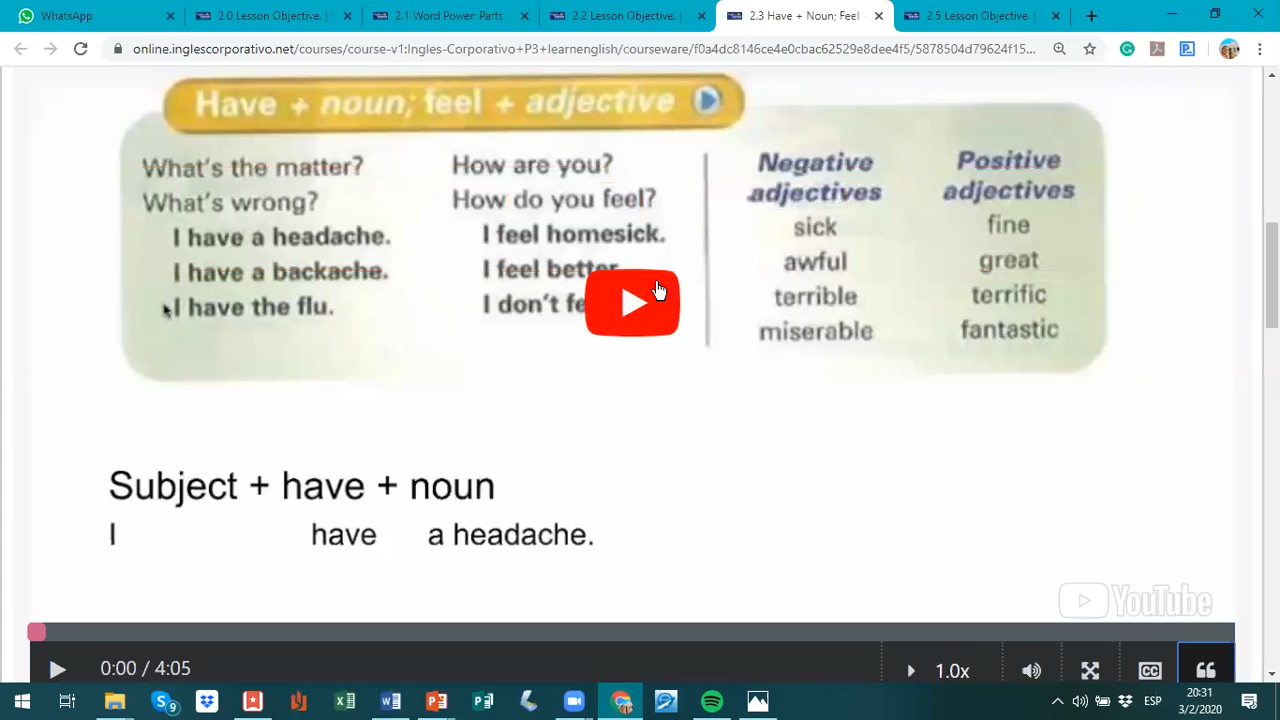 WhatsApp
2.0 Lesson Objective. |
2.1 Word Power: Parts
2.2 Lesson Objective. |
2.3 Have + Noun; Feel
2.5 Lesson Objective. |
online.inglescorporativo.net/courses/course-v1:Ingles-Corporativo+P3+learnenglish/courseware/f0a4dc8146ce4e0cbac62529e8dee4f5/5878504d79624f15...
Have + noun; feel + adjective
What's the matter?
What's wrong?
I have a headache.
I have a backache.
I have the flu.
How are you?
How do you feel?
I feel homesick.
I feel better
I don't
Negative
adjectives
sick
awful
terrible
miserable
Positive
adjectives
fine
great
terrific
fantastic
Subject + have + noun
I have a headache.
YouTube
0:00 / 4:05
1.0x
CC
9
ESP
20:31
3/2/2020